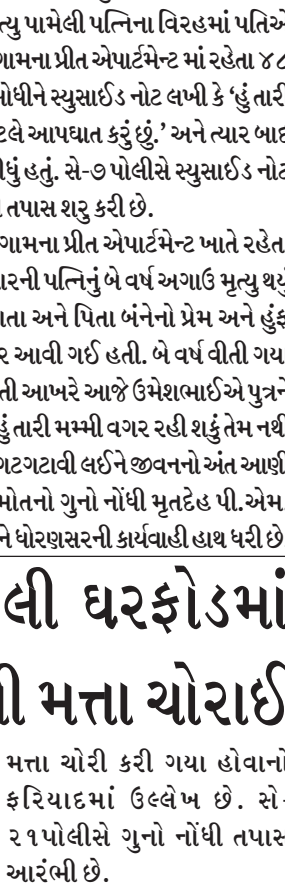 ત્યુ પામેલી પત્નિના વિરહમાં પતિએ
ગામના પ્રીત એપાર્ટમેન્ટ માં રહેતા ૪૮
બોધીને સ્યુસાઈડ નોટ લખી કે ‘હું તારી
ટલે આપઘાત કરું છું.’ અને ત્યાર બાદ
ીધું હતું. સે-૭ પોલીસે સ્યુસાઈડ નોટ
તપાસ શરુ કરી છે.
ગામના પ્રીત એપાર્ટમેન્ટ ખાતે રહેતા
ારની પત્નિનું બે વર્ષ અગાઉ મૃત્યુ થયું
ાતા અને પિતા બંનેનો પ્રેમ અને હુંફ
ર આવી ગઈ હતી. બે વર્ષ વીતી ગયા
તી આખરે આજે ઉમેશભાઈએ પુત્રને
હું તારી મમ્મી વગર રહી શકું તેમ નથી
ગટગટાવી લઈને જીવનનો અંત આણી
મોતનો ગુનો નોંધી મૃતદેહ પી.એમ.
ને ધોરણસરની કાર્યવાહી હાથ ધરી છે
લી ઘરફોડમાં
ી મત્તા ચોરાઈ
મત્તા ચોરી કરી ગયા હોવાનો
ફરિયાદમાં ઉલ્લેખ છે. સે-
૨૧પોલીસે ગુનો નોંધી તપાસ
આરંભી છે.